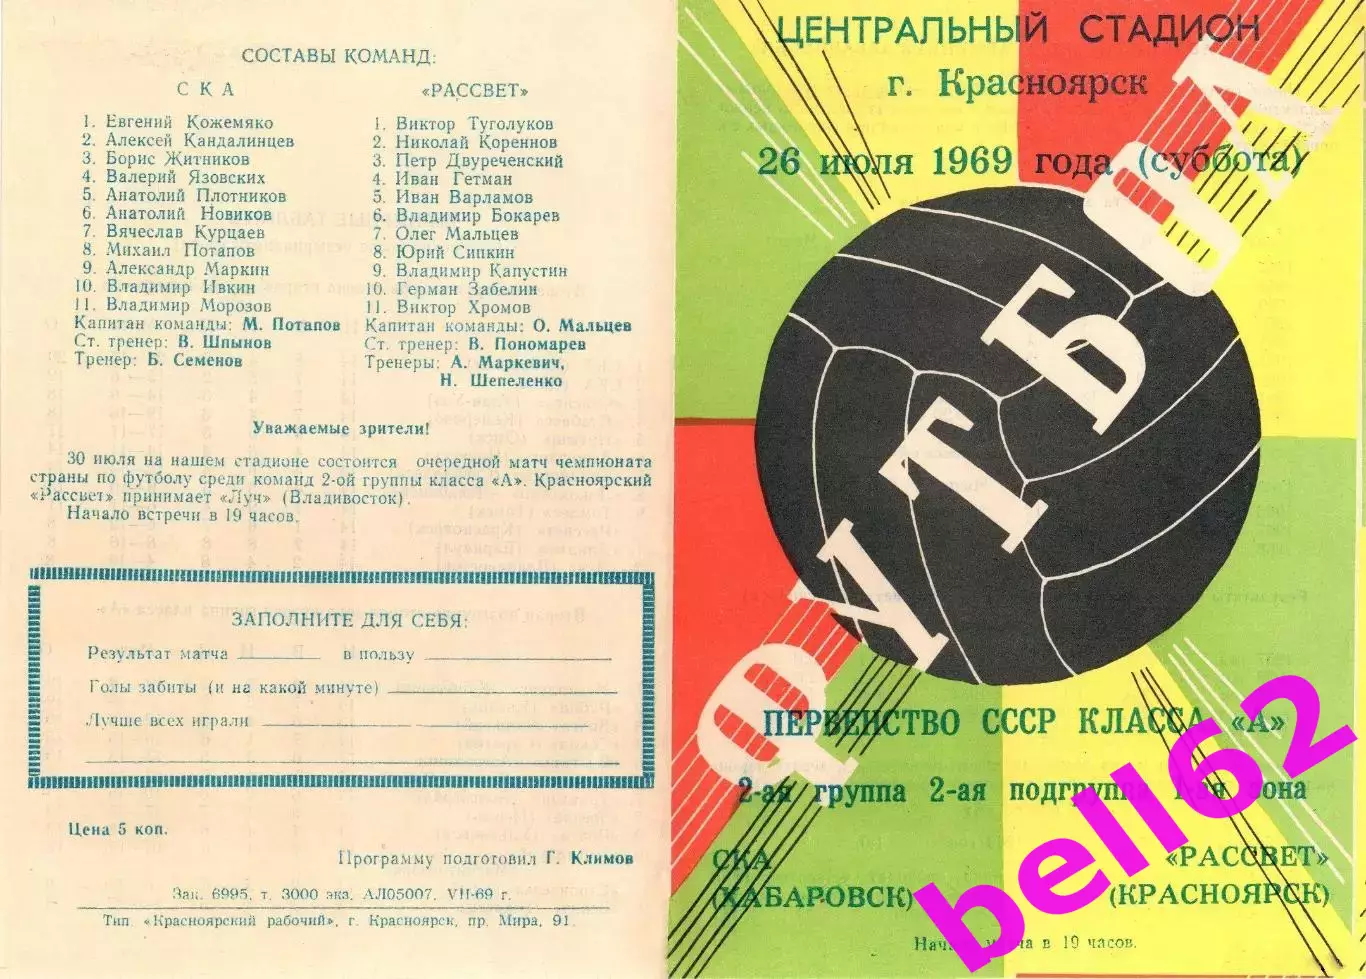 СОСТАВЫ КОМАНД:
СКА
1. Евгений Кожемяко
2. Алексей Кандалинцев
3. Борис Житников
4. Валерий Язовских
5. Анатолий Плотников
6. Анатолий Новиков
7. Вячеслав Курцаев
8. Михаил Потапов
9. Александр Маркин
10. Владимир Ивкин
11. Владимир Морозов
Капитан команды: М. Потапов
Ст. тренер: В. Шпынов
Тренер: Б. Семенов
«РАССВЕТ»
1. Виктор Туголуков
2. Николай Кореннов
3. Петр Двуреченский
4. Иван Гетман
5. Иван Варламов
6. Владимир Бокарев
7. Олег Мальцев
8. Юрий Сипкин
9. Владимир Капустин
10. Герман Забелин
11. Виктор Хромов
Капитан команды: О. Мальцев
Ст. тренер: В. Пономарев
Тренеры: А. Маркевич,
Н. Шепеленко
Уважаемые зрители!
30 июля на нашем стадионе состоится очередной матч чемпионата
страны по футболу среди команд 2-ой группы класса «А». Красноярский
«Рассвет» принимает «Луч» (Владивосток).
Начало встречи в 19 часов.
ЗАПОЛНИТЕ ДЛЯ СЕБЯ:
Результат матча в пользу
Голы забиты (и на какой минуте)
Лучше всех играли
Цена 5 коп.
Программу подготовил Г. Климов
Зак. 6995, т. 3000 экз. АЛ05007, VII-69 г.
Тип. «Красноярский рабочий», г. Красноярск, пр. Мира, 91.
ЦЕНТРАЛЬНЫЙ СТАДИОН
г. Красноярск
26 июля 1969 года (суббота)
ФУТБОЛ
ПЕРВЕНСТВО СССР КЛАССА «А»
2-ая группа 2-ая подгруппа 1-ая зона
СКА
(ХАБАРОВСК)
«РАССВЕТ»
(КРАСНОЯРСК)
Начало матча в 19 часов.
bell62